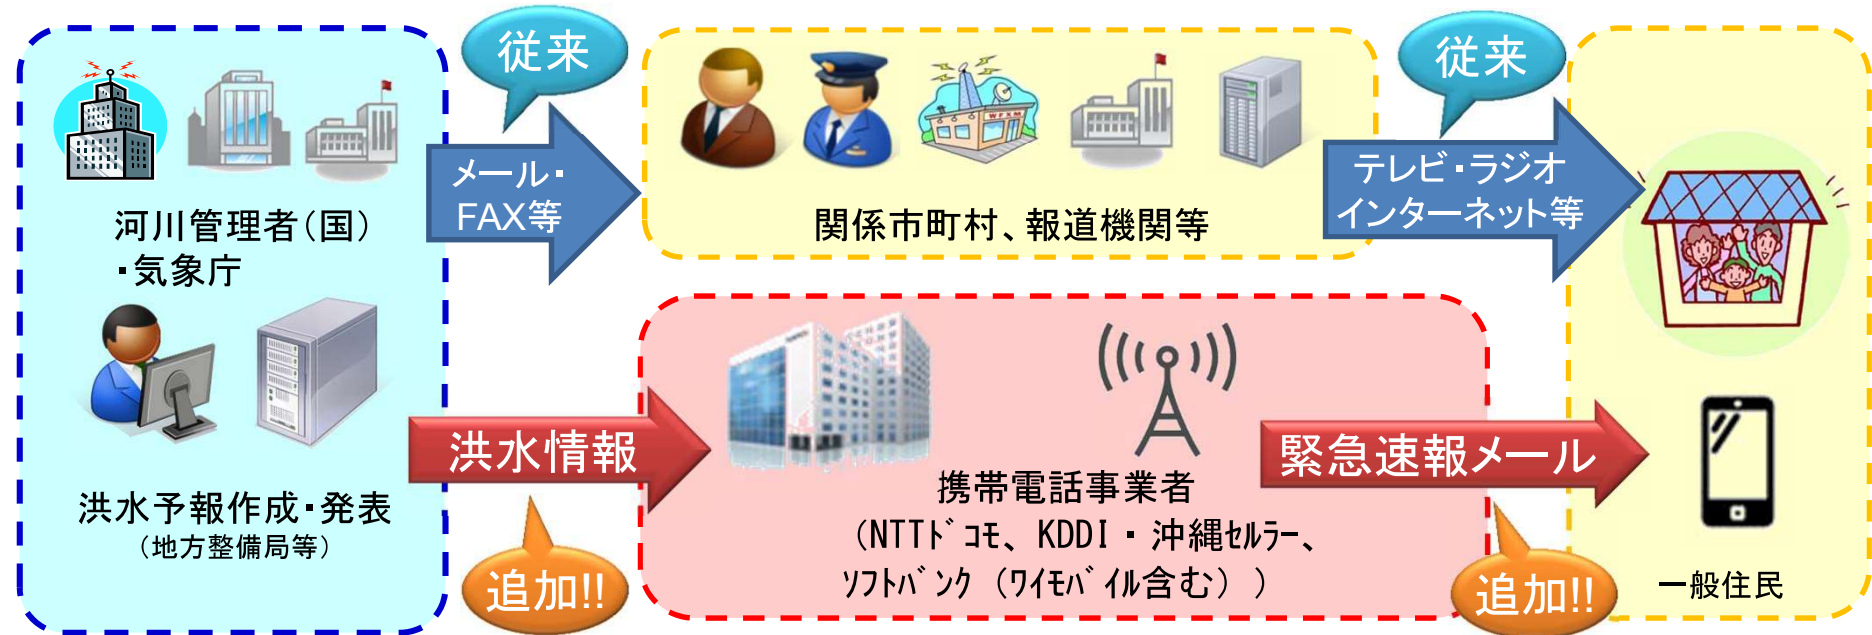 従来
従来
メール・
FAX等
テレビ・ラジオ
インターネット等
河川管理者(国)
・気象庁
関係市町村、報道機関等
WFXM
洪水情報
緊急速報メール
洪水予報作成・発表
(地方整備局等)
携帯電話事業者
(NTTドコモ、KDDI・沖縄セルラー、
ソフトバンク(ワイモバイル含む))
追加!!
追加!!
一般住民